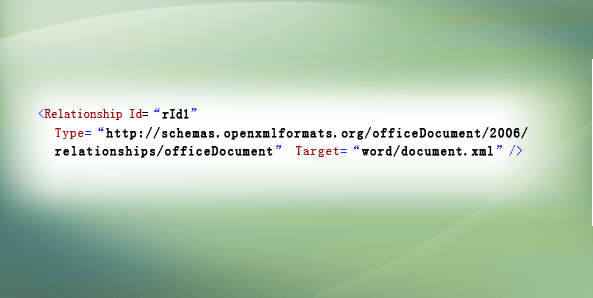 <Relationship Id=“rId1”
Type=“http://schemas.openxmlformats.org/officeDocument/2006/
relationships/officeDocument” Target=“word/document.xml”/>